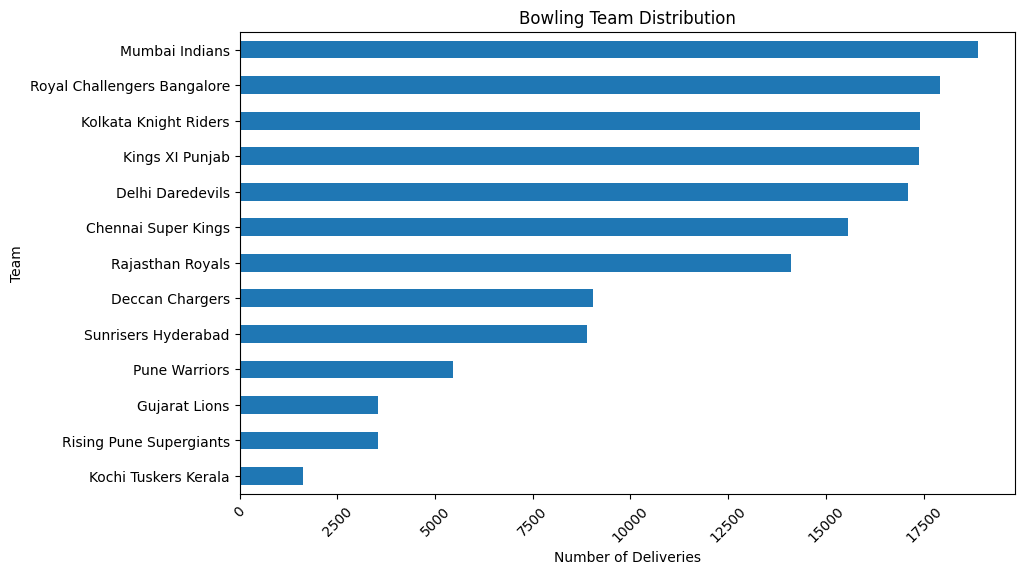 Bowling Team Distribution
Mumbai Indians
Royal Challengers Bangalore
Kolkata Knight Riders
Kings XI Punjab
Delhi Daredevils
Chennai Super Kings
Rajasthan Royals
Deccan Chargers
Sunrisers Hyderabad
Pune Warriors
Gujarat Lions
Rising Pune Supergiants
Kochi Tuskers Kerala
Team
0 2500 5000 7500 10000 12500 15000 17500
Number of Deliveries